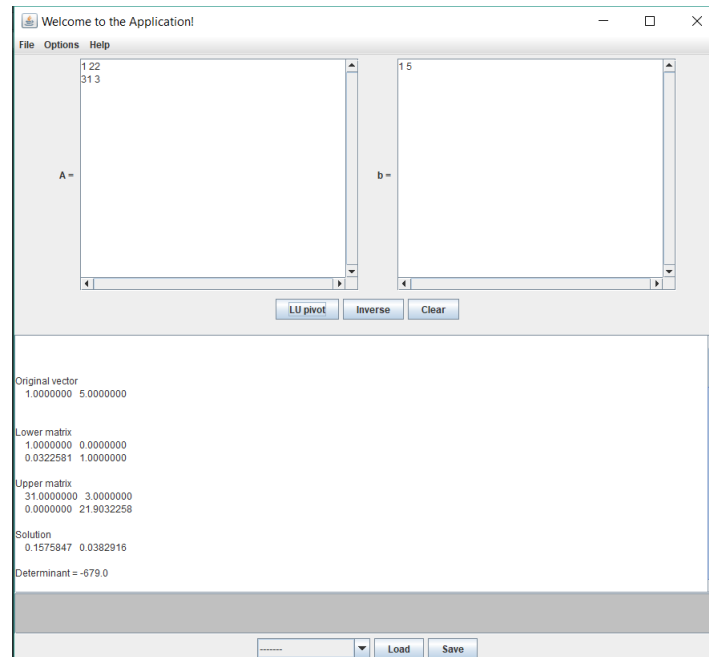 Welcome to the Application!
File Options Help
A =
1 22
31 3
b =
1 5
LU pivot Inverse Clear
Original vector
1.0000000 5.0000000
Lower matrix
1.0000000 0.0000000
0.0322581 1.0000000
Upper matrix
31.0000000 3.0000000
0.0000000 21.9032258
Solution
0.1575847 0.0382916
Determinant = -679.0
------- Load Save